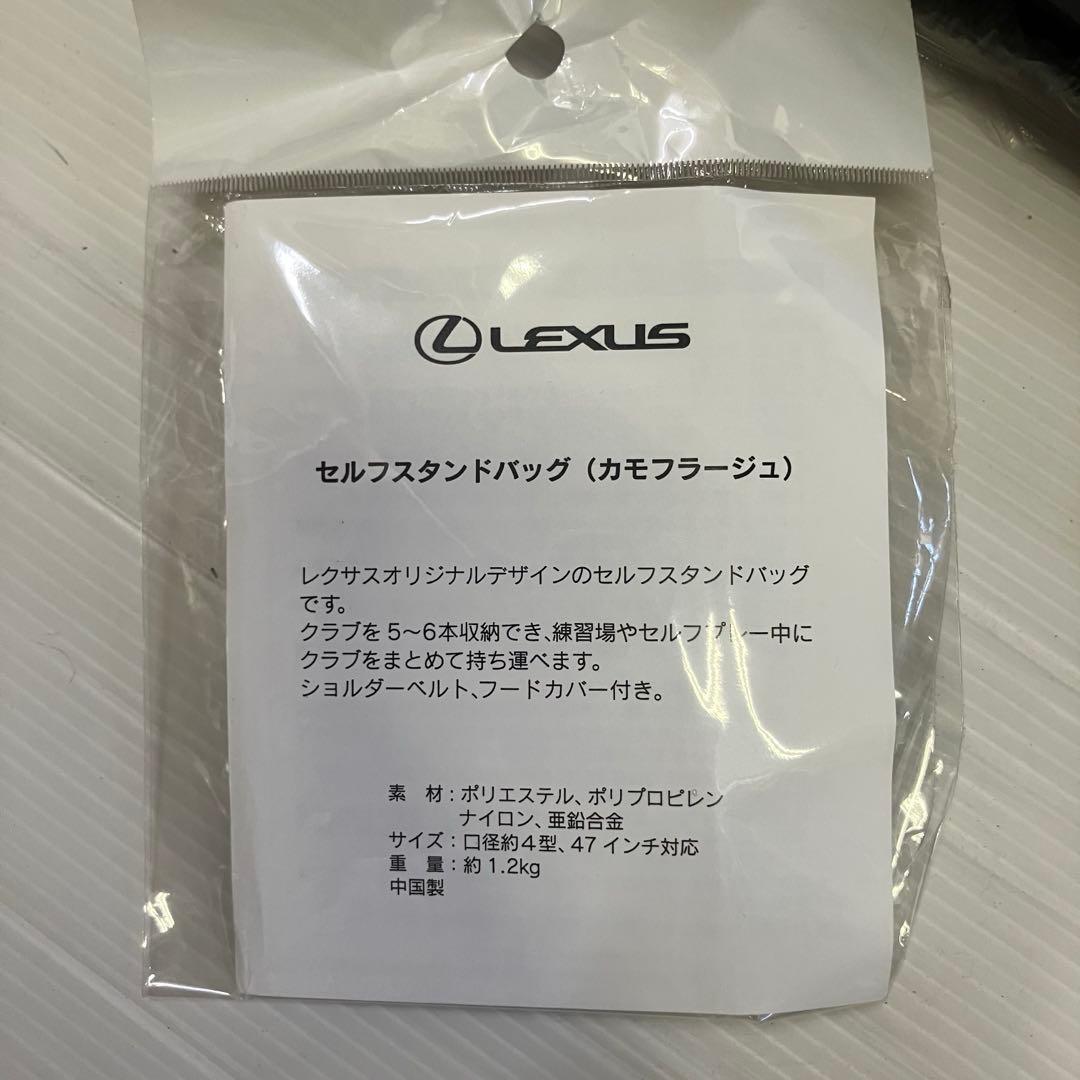 LEXUS
セルフスタンドバッグ（カモフラージュ）
レクサスオリジナルデザインのセルフスタンドバッグ
です。
クラブを5〜6本収納でき、練習場やセルフプレー中に
クラブをまとめて持ち運べます。
ショルダーベルト、フードカバー付き。
素　材：ポリエステル、ポリプロピレン
ナイロン、亜鉛合金
サイズ：口径約4型、47インチ対応
重　量：約1.2kg
中国製